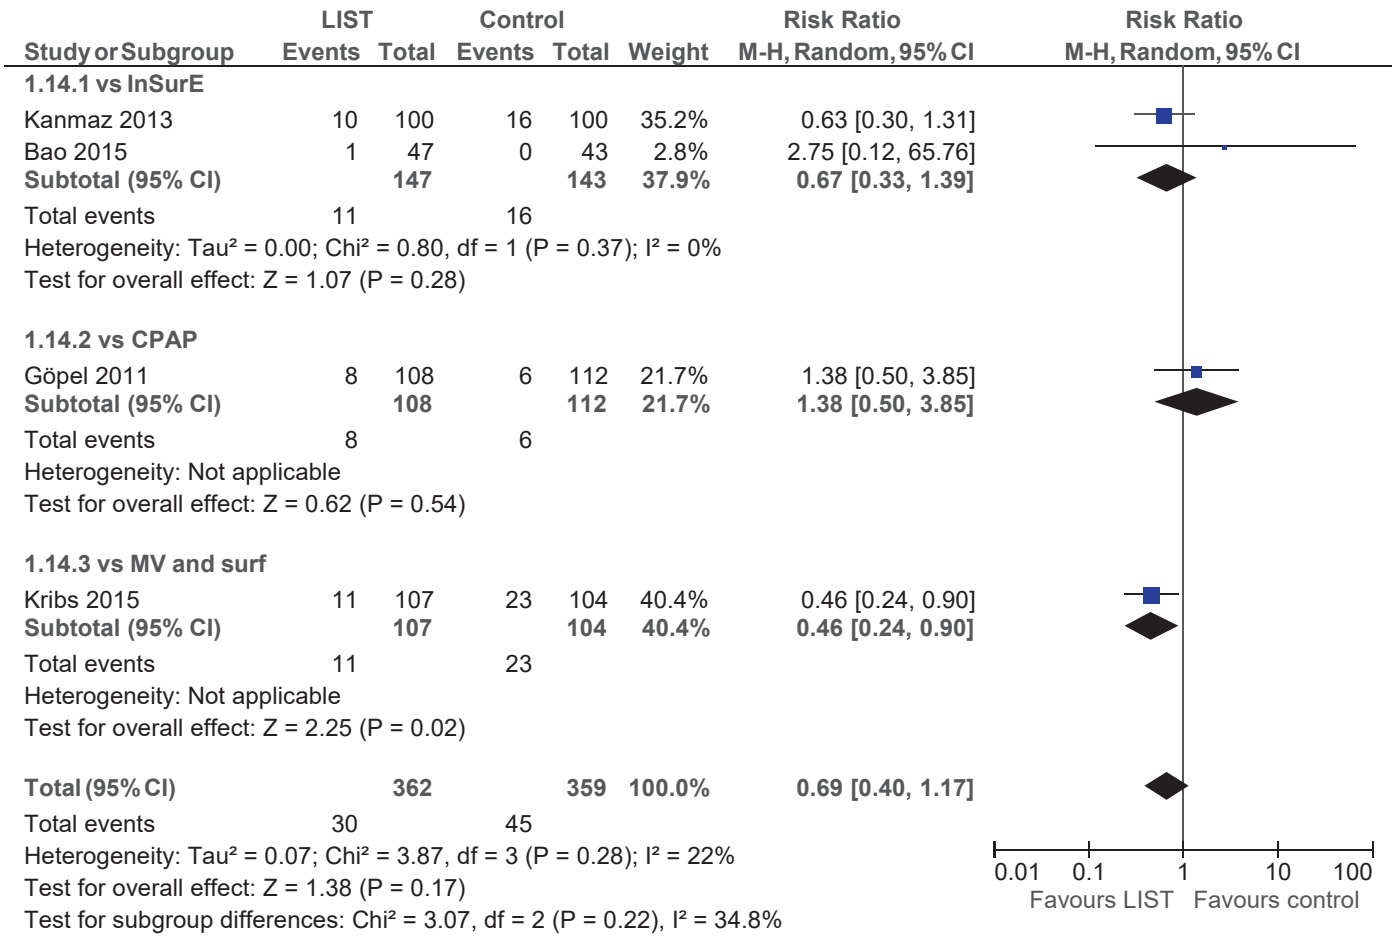 LIST Control Risk Ratio Risk Ratio
Study or Subgroup Events Total Events Total Weight M-H, Random, 95% CI M-H, Random, 95% CI
1.14.1 vs InSurE
Kanmaz 2013 10 100 16 100 35.2% 0.63 [0.30, 1.31]
Bao 2015 1 47 0 43 2.8% 2.75 [0.12, 65.76]
Subtotal (95% CI) 147 143 37.9% 0.67 [0.33, 1.39]
Total events 11 16
Heterogeneity: Tau² = 0.00; Chi² = 0.80, df = 1 (P = 0.37); I² = 0%
Test for overall effect: Z = 1.07 (P = 0.28)
1.14.2 vs CPAP
Göpel 2011 8 108 6 112 21.7% 1.38 [0.50, 3.85]
Subtotal (95% CI) 108 112 21.7% 1.38 [0.50, 3.85]
Total events 8 6
Heterogeneity: Not applicable
Test for overall effect: Z = 0.62 (P = 0.54)
1.14.3 vs MV and surf
Kribs 2015 11 107 23 104 40.4% 0.46 [0.24, 0.90]
Subtotal (95% CI) 107 104 40.4% 0.46 [0.24, 0.90]
Total events 11 23
Heterogeneity: Not applicable
Test for overall effect: Z = 2.25 (P = 0.02)
Total (95% CI) 362 359 100.0% 0.69 [0.40, 1.17]
Total events 30 45
Heterogeneity: Tau² = 0.07; Chi² = 3.87, df = 3 (P = 0.28); I² = 22%
Test for overall effect: Z = 1.38 (P = 0.17)
Test for subgroup differences: Chi² = 3.07, df = 2 (P = 0.22), I² = 34.8%
0.01 0.1 1 10 100
Favours LIST Favours control